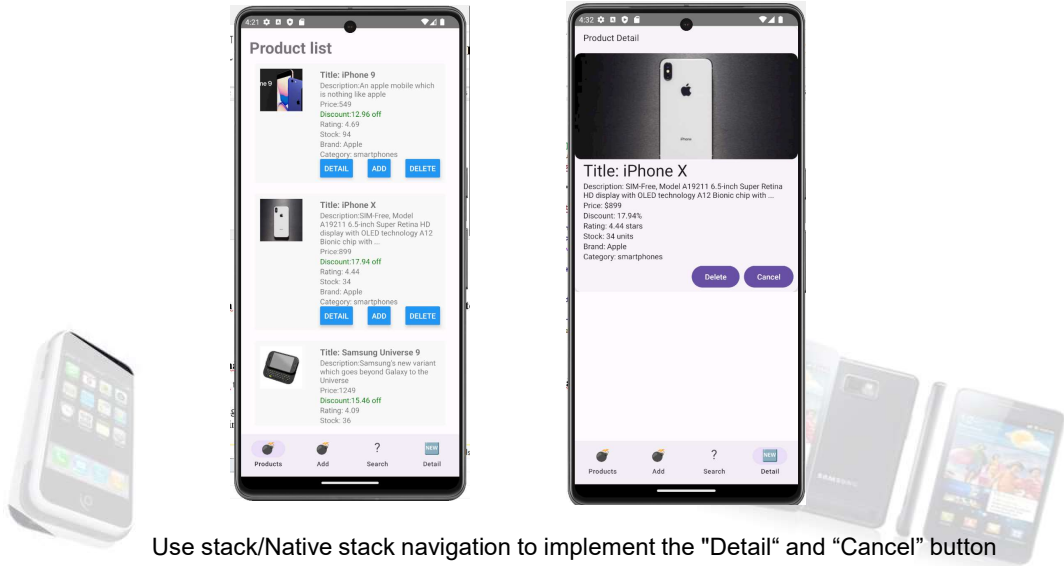 4:21
Product list
Title: iPhone 9
Description:An apple mobile which
is nothing like apple
Price:549
Discount:12.96 off
Rating: 4.69
Stock: 94
Brand: Apple
Category: smartphones
DETAIL ADD DELETE
Title: iPhone X
Description:SIM-Free, Model
A19211 6.5-inch Super Retina
HD display with OLED technology A12
Bionic chip with ...
Price:899
Discount:17.94 off
Rating: 4.44
Stock: 34
Brand: Apple
Category: smartphones
DETAIL ADD DELETE
Title: Samsung Universe 9
Description:Samsung's new variant
which goes beyond Galaxy to the
Universe
Price:1249
Discount:15.46 off
Rating: 4.09
Stock: 36
NEW
Products Add Search Detail
4:32
Product Detail
Title: iPhone X
Description: SIM-Free, Model A19211 6.5-inch Super Retina
HD display with OLED technology A12 Bionic chip with ...
Price: $899
Discount: 17.94%
Rating: 4.44 stars
Stock: 34 units
Brand: Apple
Category: smartphones
Delete Cancel
NEW
Products Add Search Detail
SAMSUNG
Use stack/Native stack navigation to implement the "Detail“ and “Cancel” button